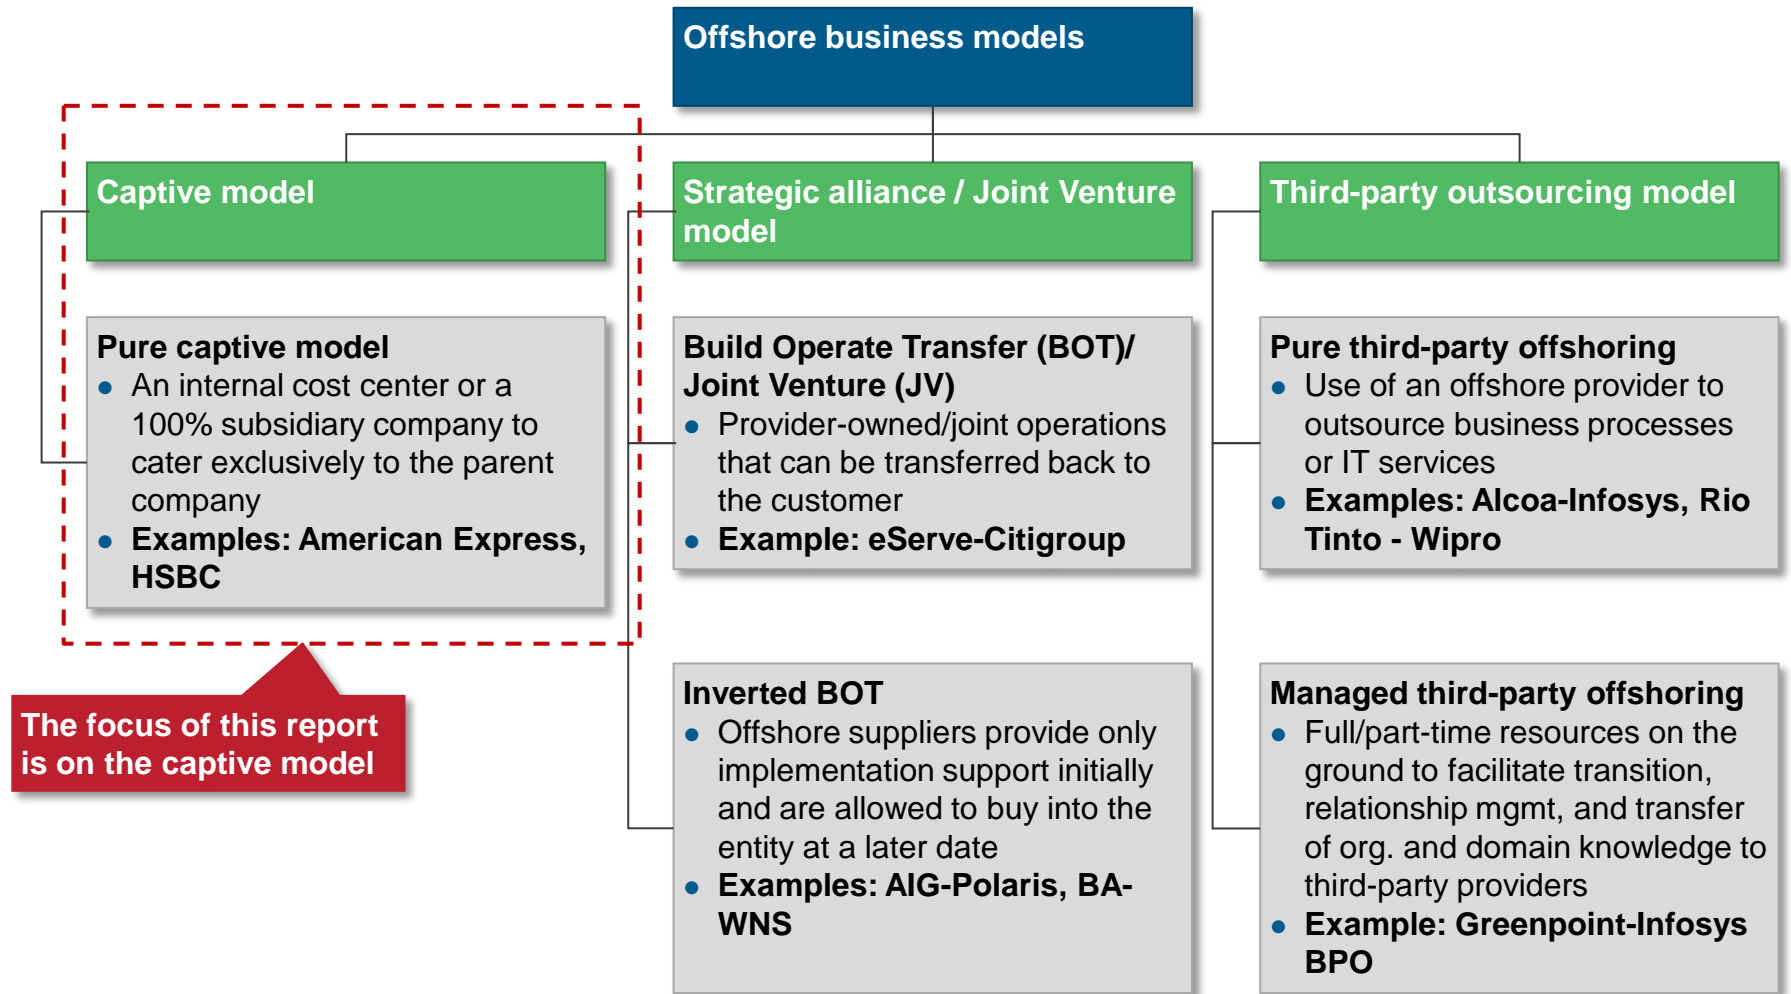 Offshore business models
Captive model
Strategic alliance / Joint Venture
model
Third-party outsourcing model
Pure captive model
● An internal cost center or a
100% subsidiary company to
cater exclusively to the parent
company
● Examples: American Express,
HSBC
Build Operate Transfer (BOT)/
Joint Venture (JV)
● Provider-owned/joint operations
that can be transferred back to
the customer
● Example: eServe-Citigroup
Pure third-party offshoring
● Use of an offshore provider to
outsource business processes
or IT services
● Examples: Alcoa-Infosys, Rio
Tinto - Wipro
The focus of this report
is on the captive model
Inverted BOT
● Offshore suppliers provide only
implementation support initially
and are allowed to buy into the
entity at a later date
● Examples: AIG-Polaris, BA-
WNS
Managed third-party offshoring
● Full/part-time resources on the
ground to facilitate transition,
relationship mgmt, and transfer
of org. and domain knowledge to
third-party providers
● Example: Greenpoint-Infosys
BPO